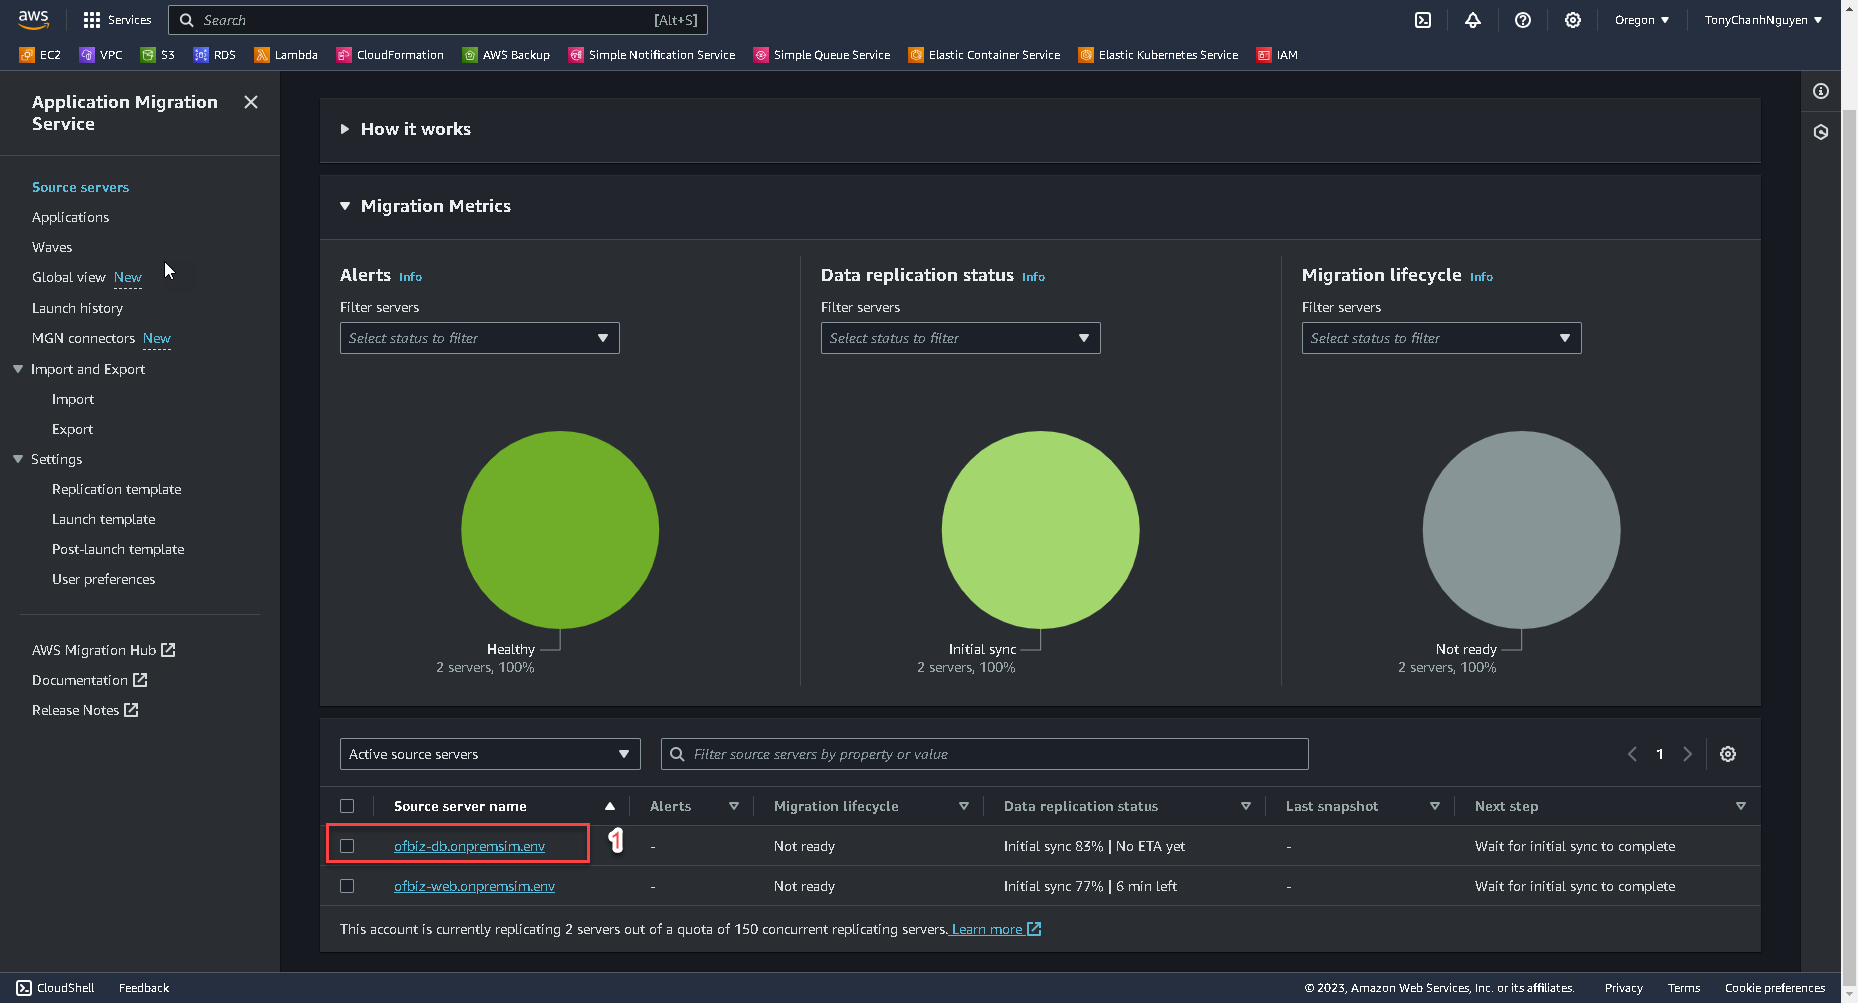 aws Services Search [Alt+S] Oregon TonyChanhNguyen
EC2 VPC S3 RDS Lambda CloudFormation AWS Backup Simple Notification Service Simple Queue Service Elastic Container Service Elastic Kubernetes Service IAM
Application Migration
Service
Source servers
Applications
Waves
Global view New
Launch history
MGN connectors New
Import and Export
Import
Export
Settings
Replication template
Launch template
Post-launch template
User preferences
AWS Migration Hub
Documentation
Release Notes
How it works
Migration Metrics
Alerts Info
Filter servers
Select status to filter
Healthy
2 servers, 100%
Data replication status Info
Filter servers
Select status to filter
Initial sync
2 servers, 100%
Migration lifecycle Info
Filter servers
Select status to filter
Not ready
2 servers, 100%
Active source servers Filter source servers by property or value 1
Source server name Alerts Migration lifecycle Data replication status Last snapshot Next step
ofbiz-db.onpremsim.env 1 - Not ready Initial sync 83% | No ETA yet - Wait for initial sync to complete
ofbiz-web.onpremsim.env - Not ready Initial sync 77% | 6 min left - Wait for initial sync to complete
This account is currently replicating 2 servers out of a quota of 150 concurrent replicating servers. Learn more
CloudShell Feedback © 2023, Amazon Web Services, Inc. or its affiliates. Privacy Terms Cookie preferences